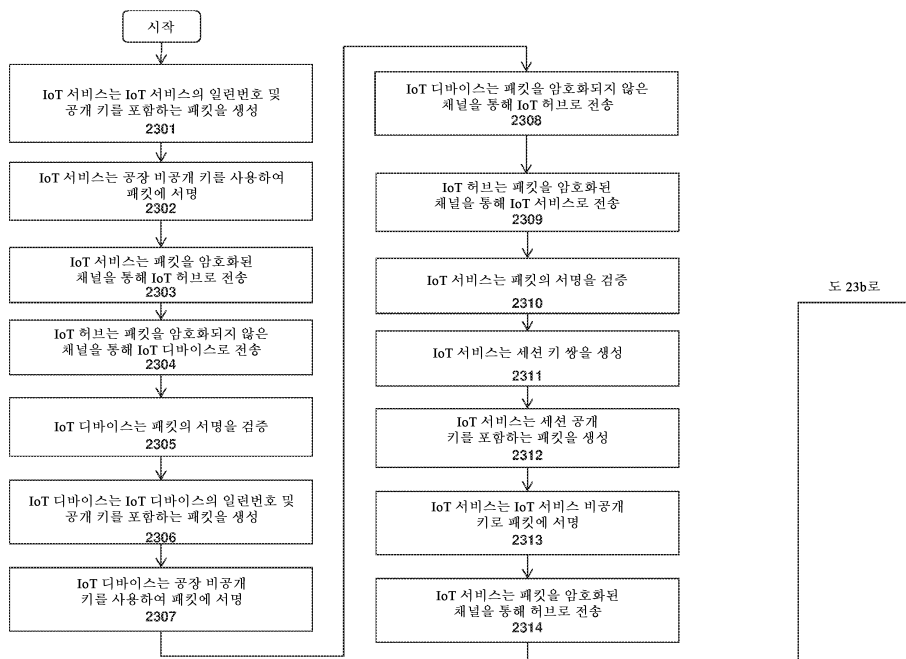 시작
IoT 서비스는 IoT 서비스의 일련번호 및
공개 키를 포함하는 패킷을 생성
2301
IoT 서비스는 공장 비공개 키를 사용하여
패킷에 서명
2302
IoT 서비스는 패킷을 암호화된
채널을 통해 IoT 허브로 전송
2303
IoT 허브는 패킷을 암호화되지 않은
채널을 통해 IoT 디바이스로 전송
2304
IoT 디바이스는 패킷의 서명을 검증
2305
IoT 디바이스는 IoT 디바이스의 일련번호 및
공개 키를 포함하는 패킷을 생성
2306
IoT 디바이스는 공장 비공개
키를 사용하여 패킷에 서명
2307
IoT 디바이스는 패킷을 암호화되지 않은
채널을 통해 IoT 허브로 전송
2308
IoT 허브는 패킷을 암호화된
채널을 통해 IoT 서비스로 전송
2309
IoT 서비스는 패킷의 서명을 검증
2310
IoT 서비스는 세션 키 쌍을 생성
2311
IoT 서비스는 세션 공개
키를 포함하는 패킷을 생성
2312
IoT 서비스는 IoT 서비스 비공개
키로 패킷에 서명
2313
IoT 서비스는 패킷을 암호화된
채널을 통해 허브로 전송
2314
도 23b로